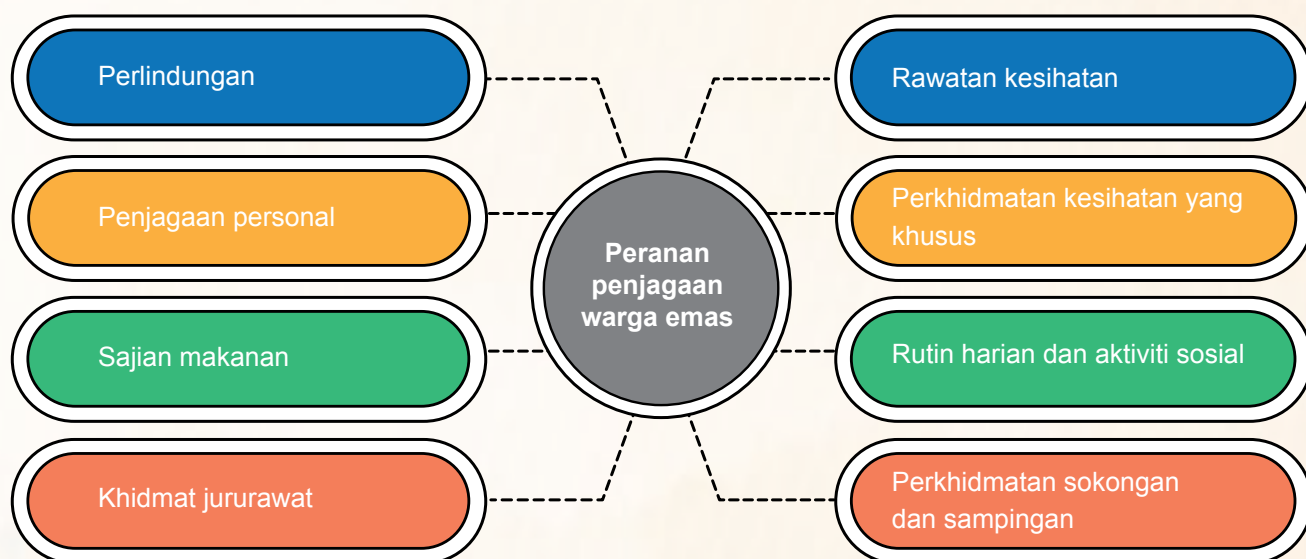 Perlindungan
Penjagaan personal
Sajian makanan
Khidmat jururawat
Peranan
penjagaan
warga emas
Rawatan kesihatan
Perkhidmatan kesihatan yang
khusus
Rutin harian dan aktiviti sosial
Perkhidmatan sokongan
dan sampingan